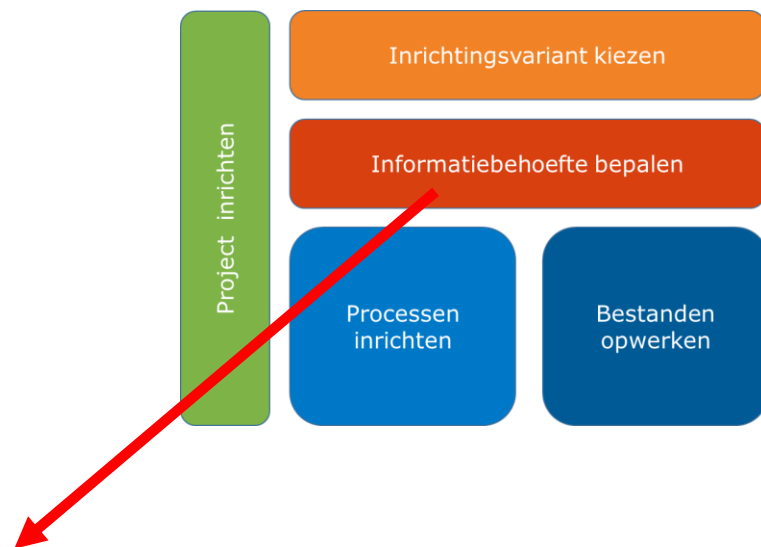 Project inrichten
Inrichtingsvariant kiezen
Informatiebehoefte bepalen
Processen
inrichten
Bestanden
opwerken